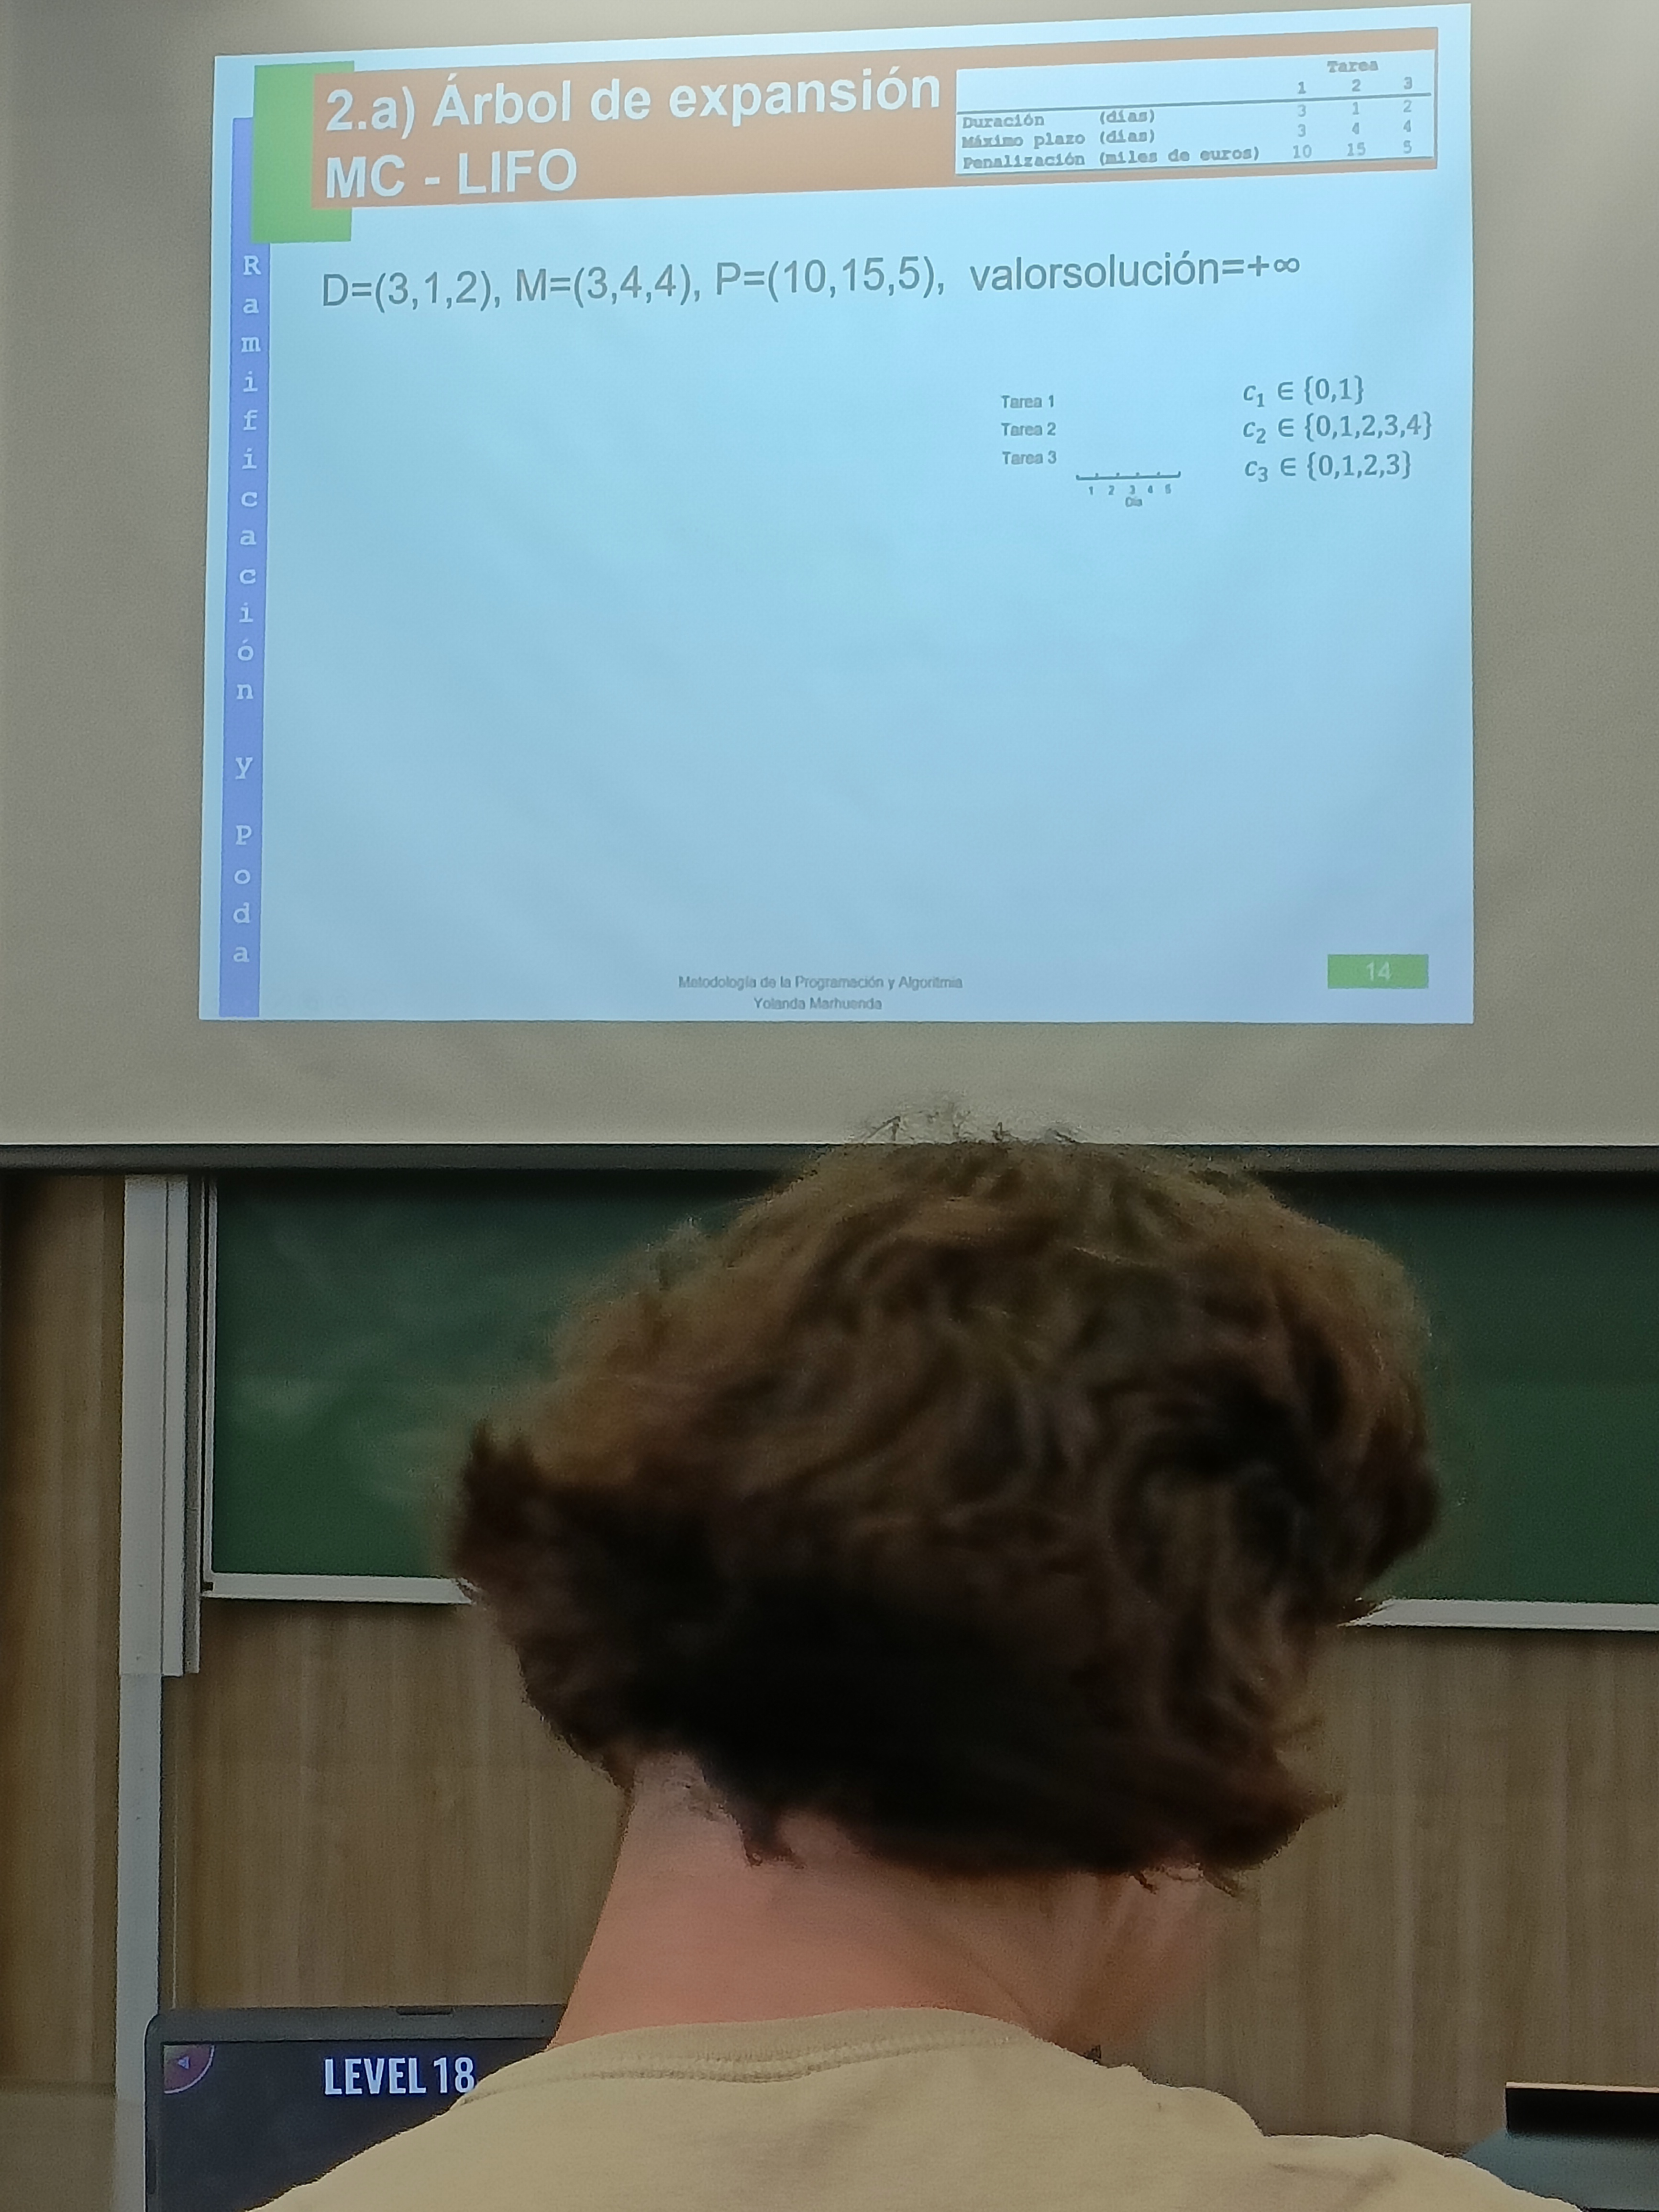 2.a) Árbol de expansión
MC - LIFO
Tarea
1 2 3
Duración (días) 3 1 2
Máximo plazo (días) 3 4 4
Penalización (miles de euros) 10 15 5
D=(3,1,2), M=(3,4,4), P=(10,15,5), valorsolución=+∞
Tarea 1
Tarea 2
Tarea 3
1 2 3 4 5
Día
c₁ ∈ {0,1}
c₂ ∈ {0,1,2,3,4}
c₃ ∈ {0,1,2,3}
Ramificación y Poda
Metodología de la Programación y Algoritmia
Yolanda Marhuenda
14
LEVEL 18